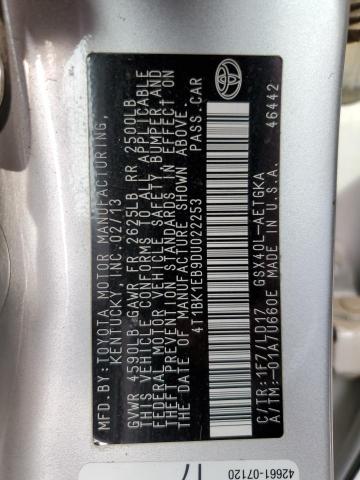 MFD.BY:TOYOTA MOTOR MANUFACTURING,
KENTUCKY, INC.02/13
GVWR 4590LB GAWR FR 2625LB RR 2500LB
THIS VEHICLE CONFORMS TO ALL APPLICABLE
FEDERAL MOTOR VEHICLE SAFETY, BUMPER, AND
THEFT PREVENTION STANDARDS IN EFFECT ON
THE DATE OF MANUFACTURE SHOWN ABOVE.
4T1BK1EB9DU022253 PASS.CAR
C/TR:1F7/LD17 GSX40L-AETGKA
A/TM:-01A/U660E MADE IN U.S.A.
46442
42661-07120